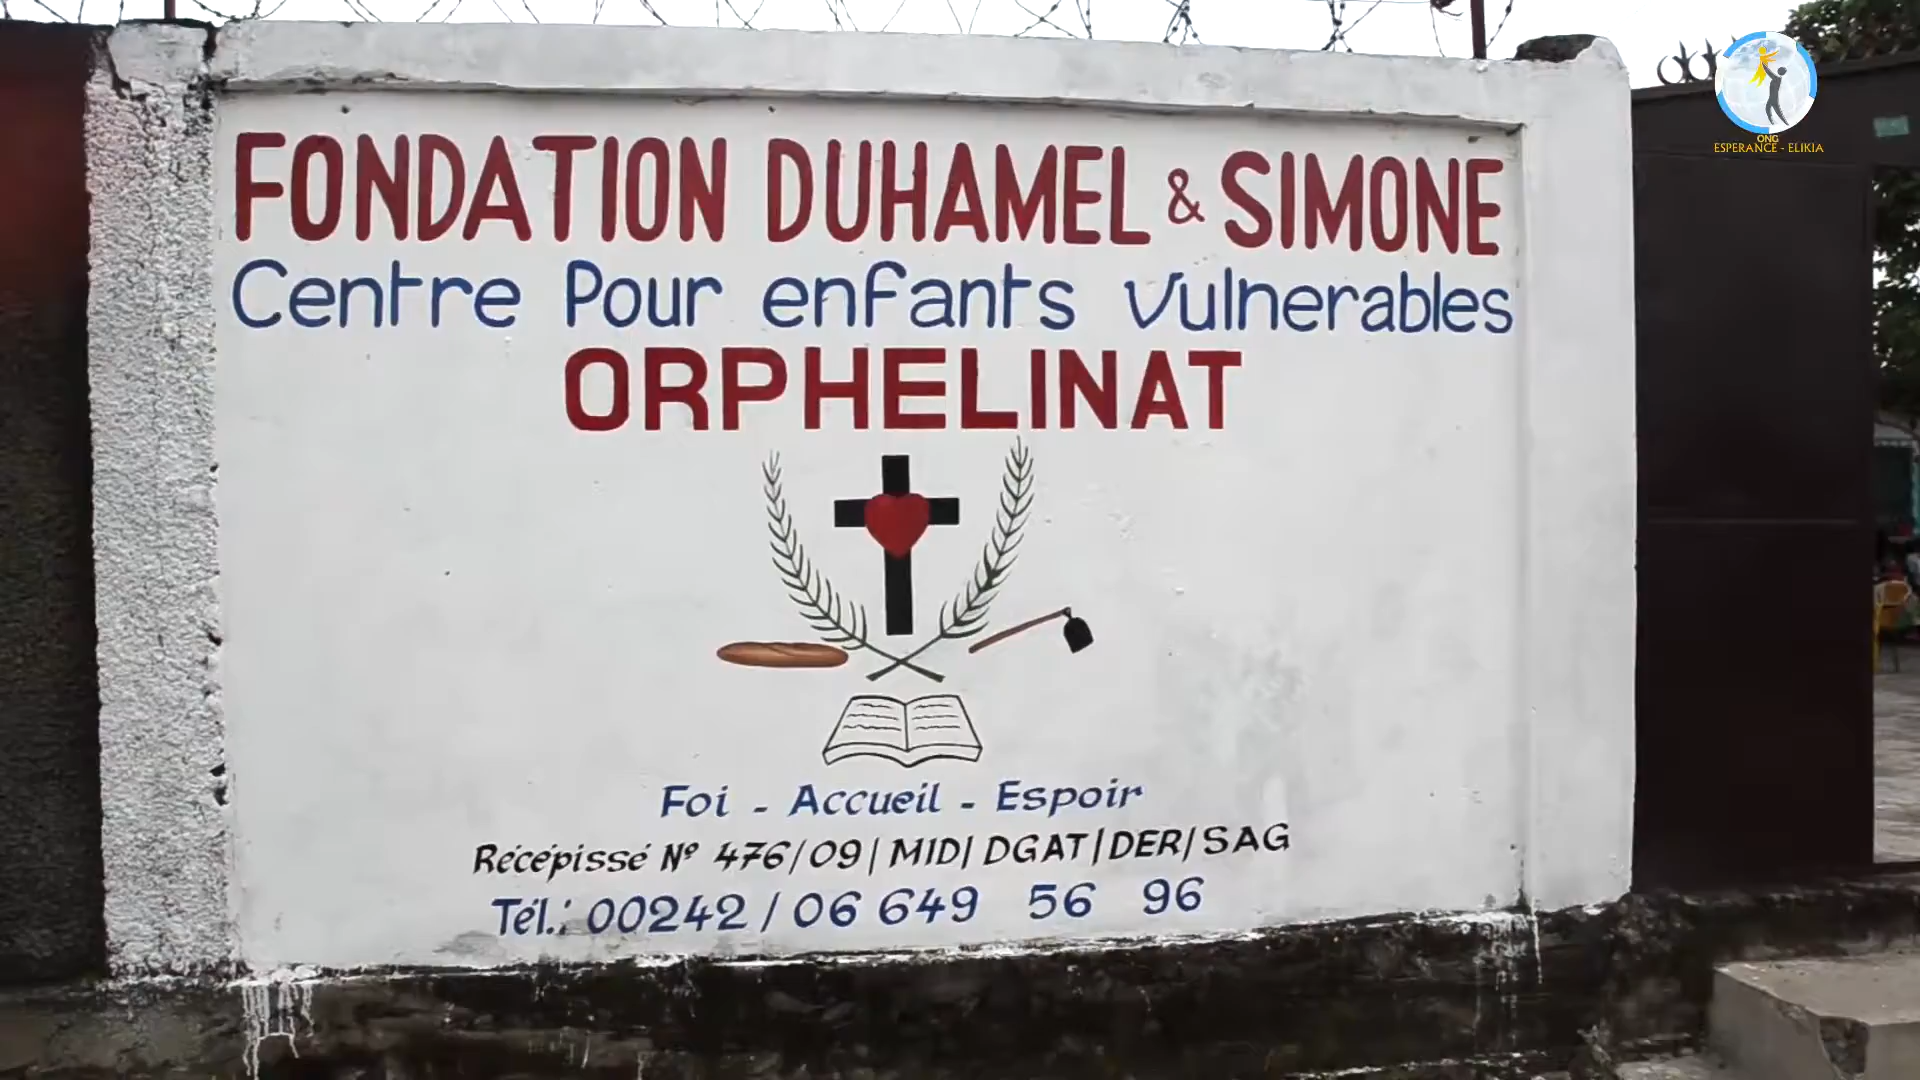 FONDATION DUHAMEL & SIMONE
Centre Pour enfants Vulnerables
ORPHELINAT
Foi - Accueil - Espoir
Récépissé Nº 476/09/MID/DGAT/DER/SAG
Tél.: 00242/06 649 56 96
ONG
ESPERANCE - ELIKIA